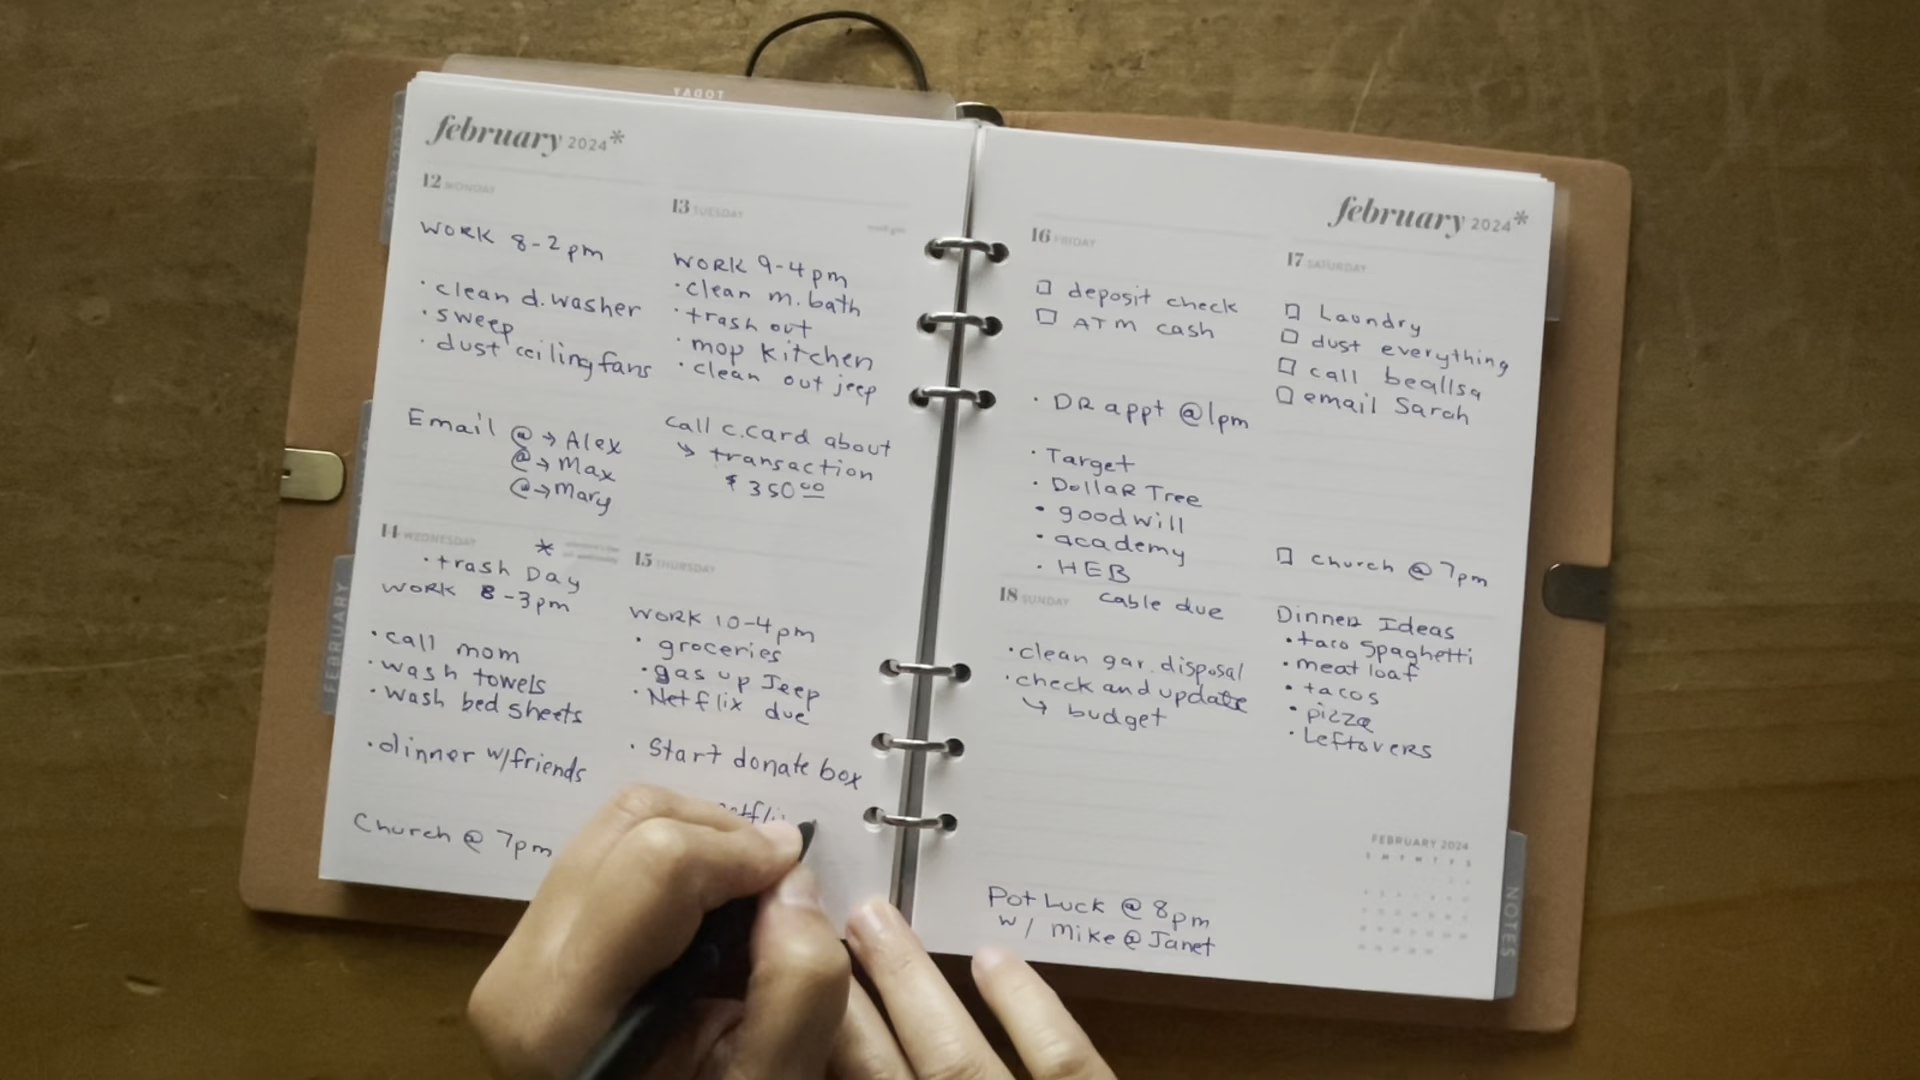 TODAY
february 2024*
12 MONDAY
WORK 8-2pm
• clean d.washer
• sweep
• dust ceiling fans
Email @→ Alex
@→ Max
@→ Mary
13 TUESDAY
WORK 9-4pm
• clean m. bath
• trash out
• mop kitchen
• clean out jeep
call c.card about
↳ transaction
$350.00
14 WEDNESDAY
*
• trash Day
WORK 8-3pm
• call mom
• wash towels
• wash bed sheets
• dinner w/friends
Church @ 7pm
15 THURSDAY
WORK 10-4pm
• groceries
• gas up Jeep
• Netflix due
• Start donate box
february 2024*
16 FRIDAY
☐ deposit check
☐ ATM cash
• DR appt @1pm
• Target
• Dollar Tree
• goodwill
• academy
• HEB
17 SATURDAY
☐ Laundry
☐ dust everything
☐ call beallsa
☐ email Sarah
☐ church @ 7pm
18 SUNDAY
cable due
• clean gar. disposal
• check and update
↳ budget
Pot Luck @ 8pm
w/ mike @ Janet
Dinner Ideas
• taco Spaghetti
• meat loaf
• tacos
• pizza
• Leftovers
FEBRUARY 2024
S M T W T F S
FEBRUARY
NOTES